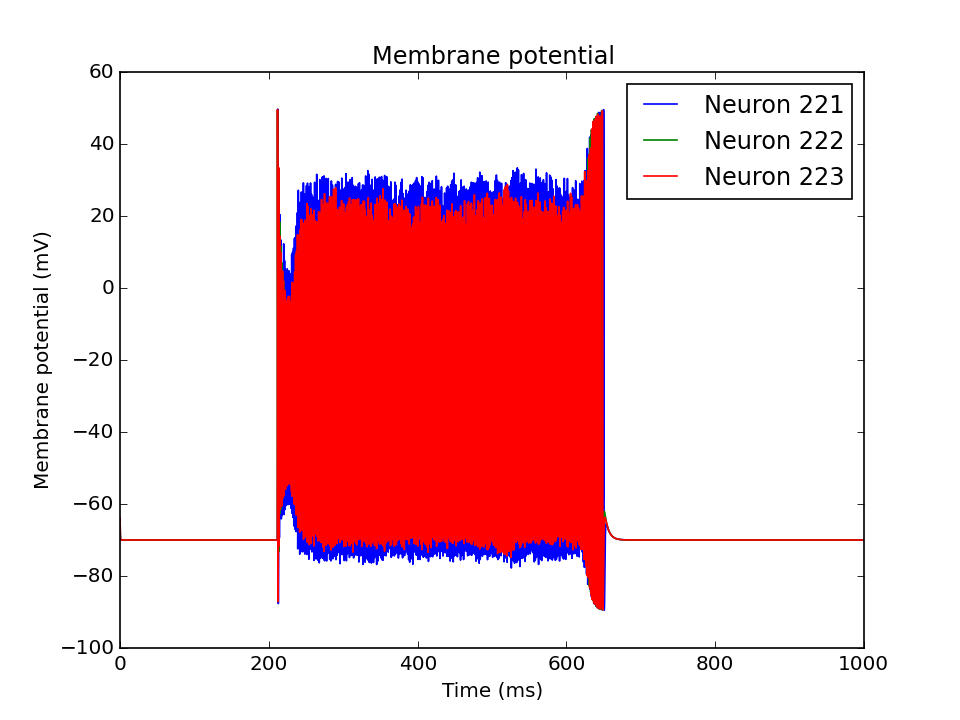 Membrane potential
60
40
20
0
−20
−40
−60
−80
−100
Membrane potential (mV)
Neuron 221
Neuron 222
Neuron 223
0 200 400 600 800 1000
Time (ms)